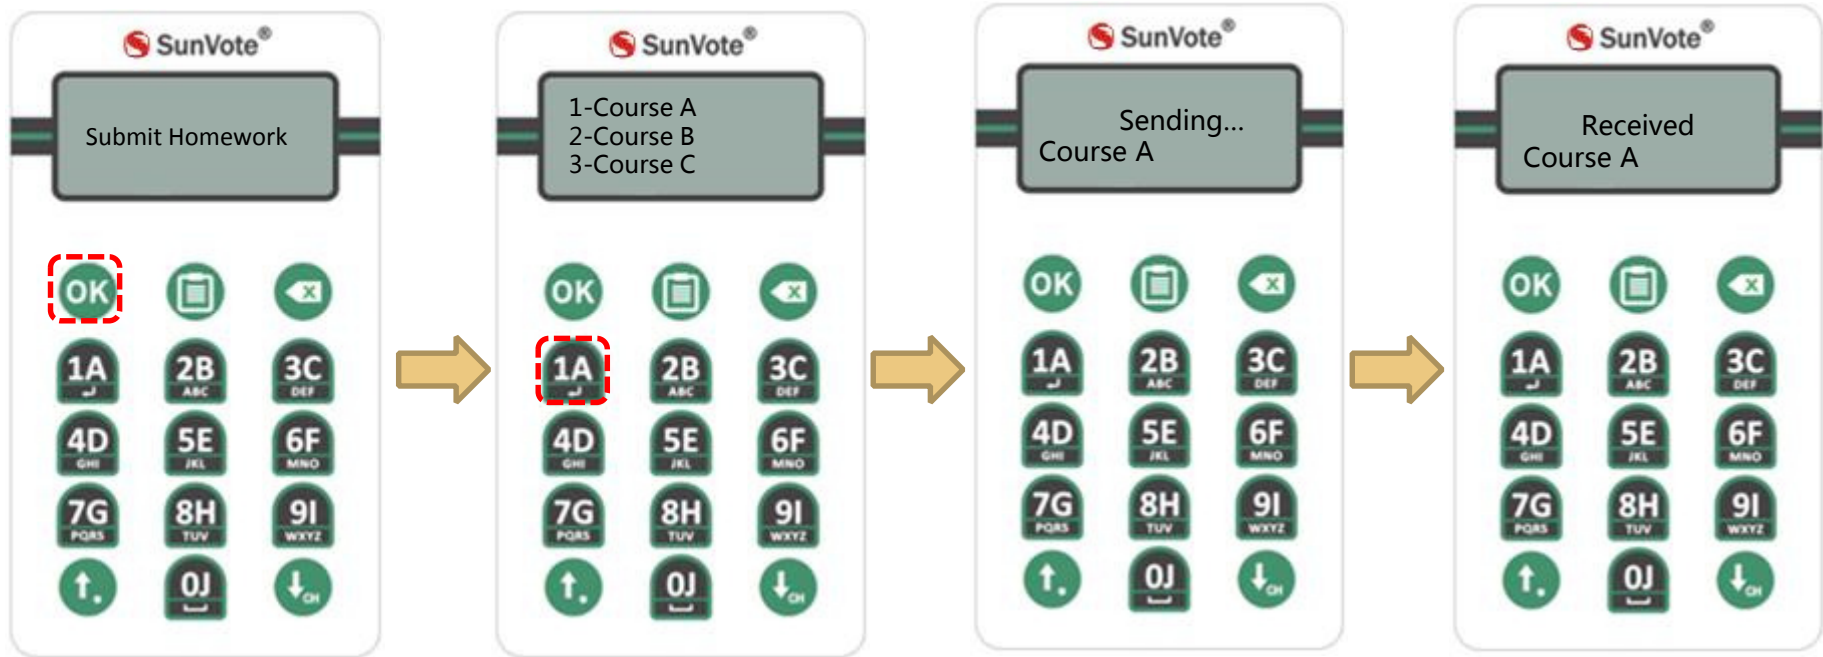 SunVote®
Submit Homework
OK
1A
2B
ABC
3C
DEF
4D
GHI
5E
JKL
6F
MNO
7G
PQRS
8H
TUV
9I
WXYZ
0J
CH
SunVote®
1-Course A
2-Course B
3-Course C
OK
1A
2B
ABC
3C
DEF
4D
GHI
5E
JKL
6F
MNO
7G
PQRS
8H
TUV
9I
WXYZ
0J
CH
SunVote®
Sending...
Course A
OK
1A
2B
ABC
3C
DEF
4D
GHI
5E
JKL
6F
MNO
7G
PQRS
8H
TUV
9I
WXYZ
0J
CH
SunVote®
Received
Course A
OK
1A
2B
ABC
3C
DEF
4D
GHI
5E
JKL
6F
MNO
7G
PQRS
8H
TUV
9I
WXYZ
0J
CH